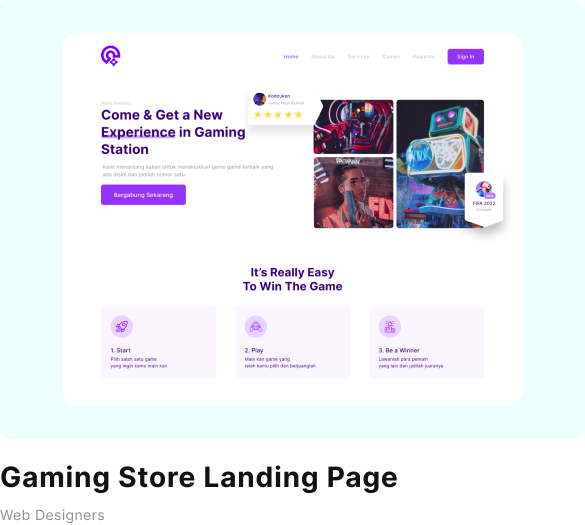 Home About Us Services Games Rewards Sign In
Kodzuken
Junior High School
Hello Gamers,
Come & Get a New
Experience in Gaming
Station
Kami menantang kalian untuk menaklukkan game game terbaik yang
ada disini dan jadilah nomor satu.
Bergabung Sekarang
FIFA 2022
It's Really Easy
To Win The Game
1. Start
Pilih salah satu game
yang ingin kamu main kan
2. Play
Main kan game yang
telah kamu pilih dan berjuanglah
3. Be a Winner
Lawanlah para pemain
yang lain dan jadilah juaranya
Gaming Store Landing Page
Web Designers